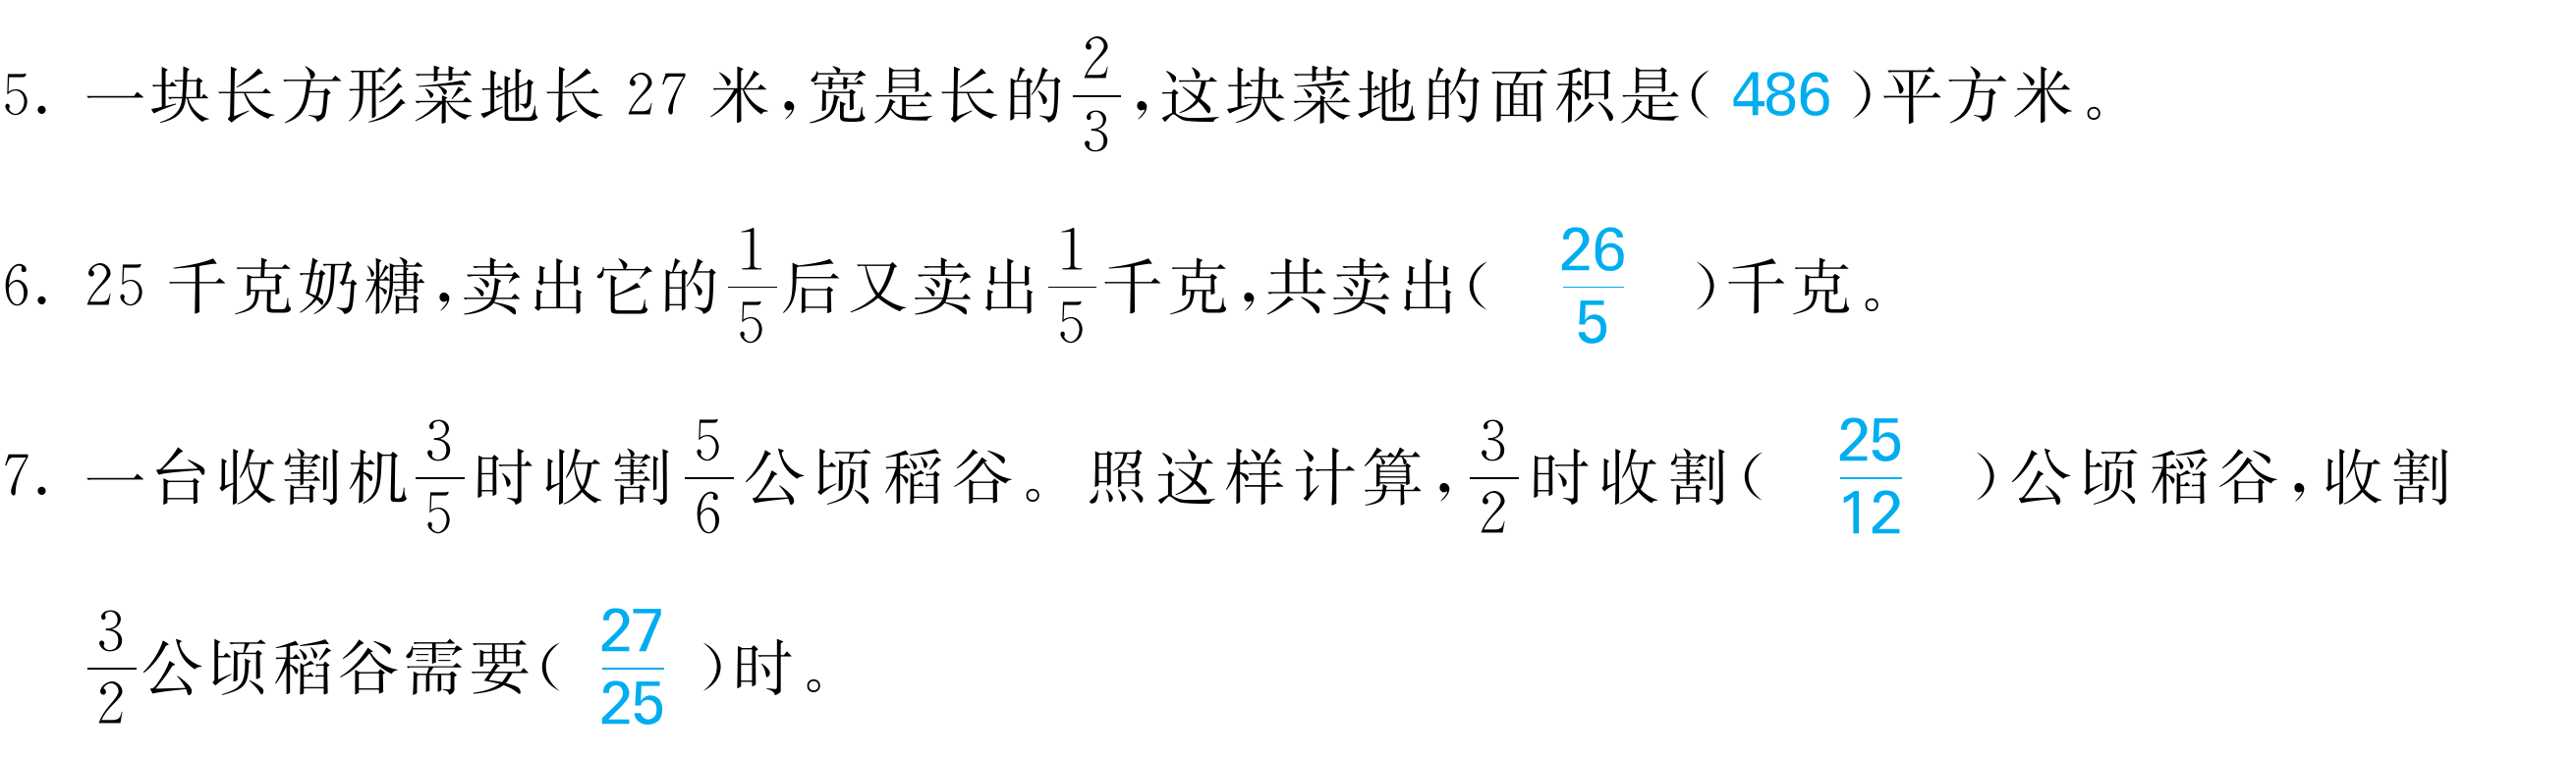 5. 一块长方形菜地长 27 米,宽是长的2/3,这块菜地的面积是( 486 )平方米。
6. 25 千克奶糖,卖出它的1/5后又卖出1/5千克,共卖出( 26/5 )千克。
7. 一台收割机3/5时收割5/6公顷稻谷。照这样计算,3/2时收割( 25/12 )公顷稻谷,收割
3/2公顷稻谷需要( 27/25 )时。